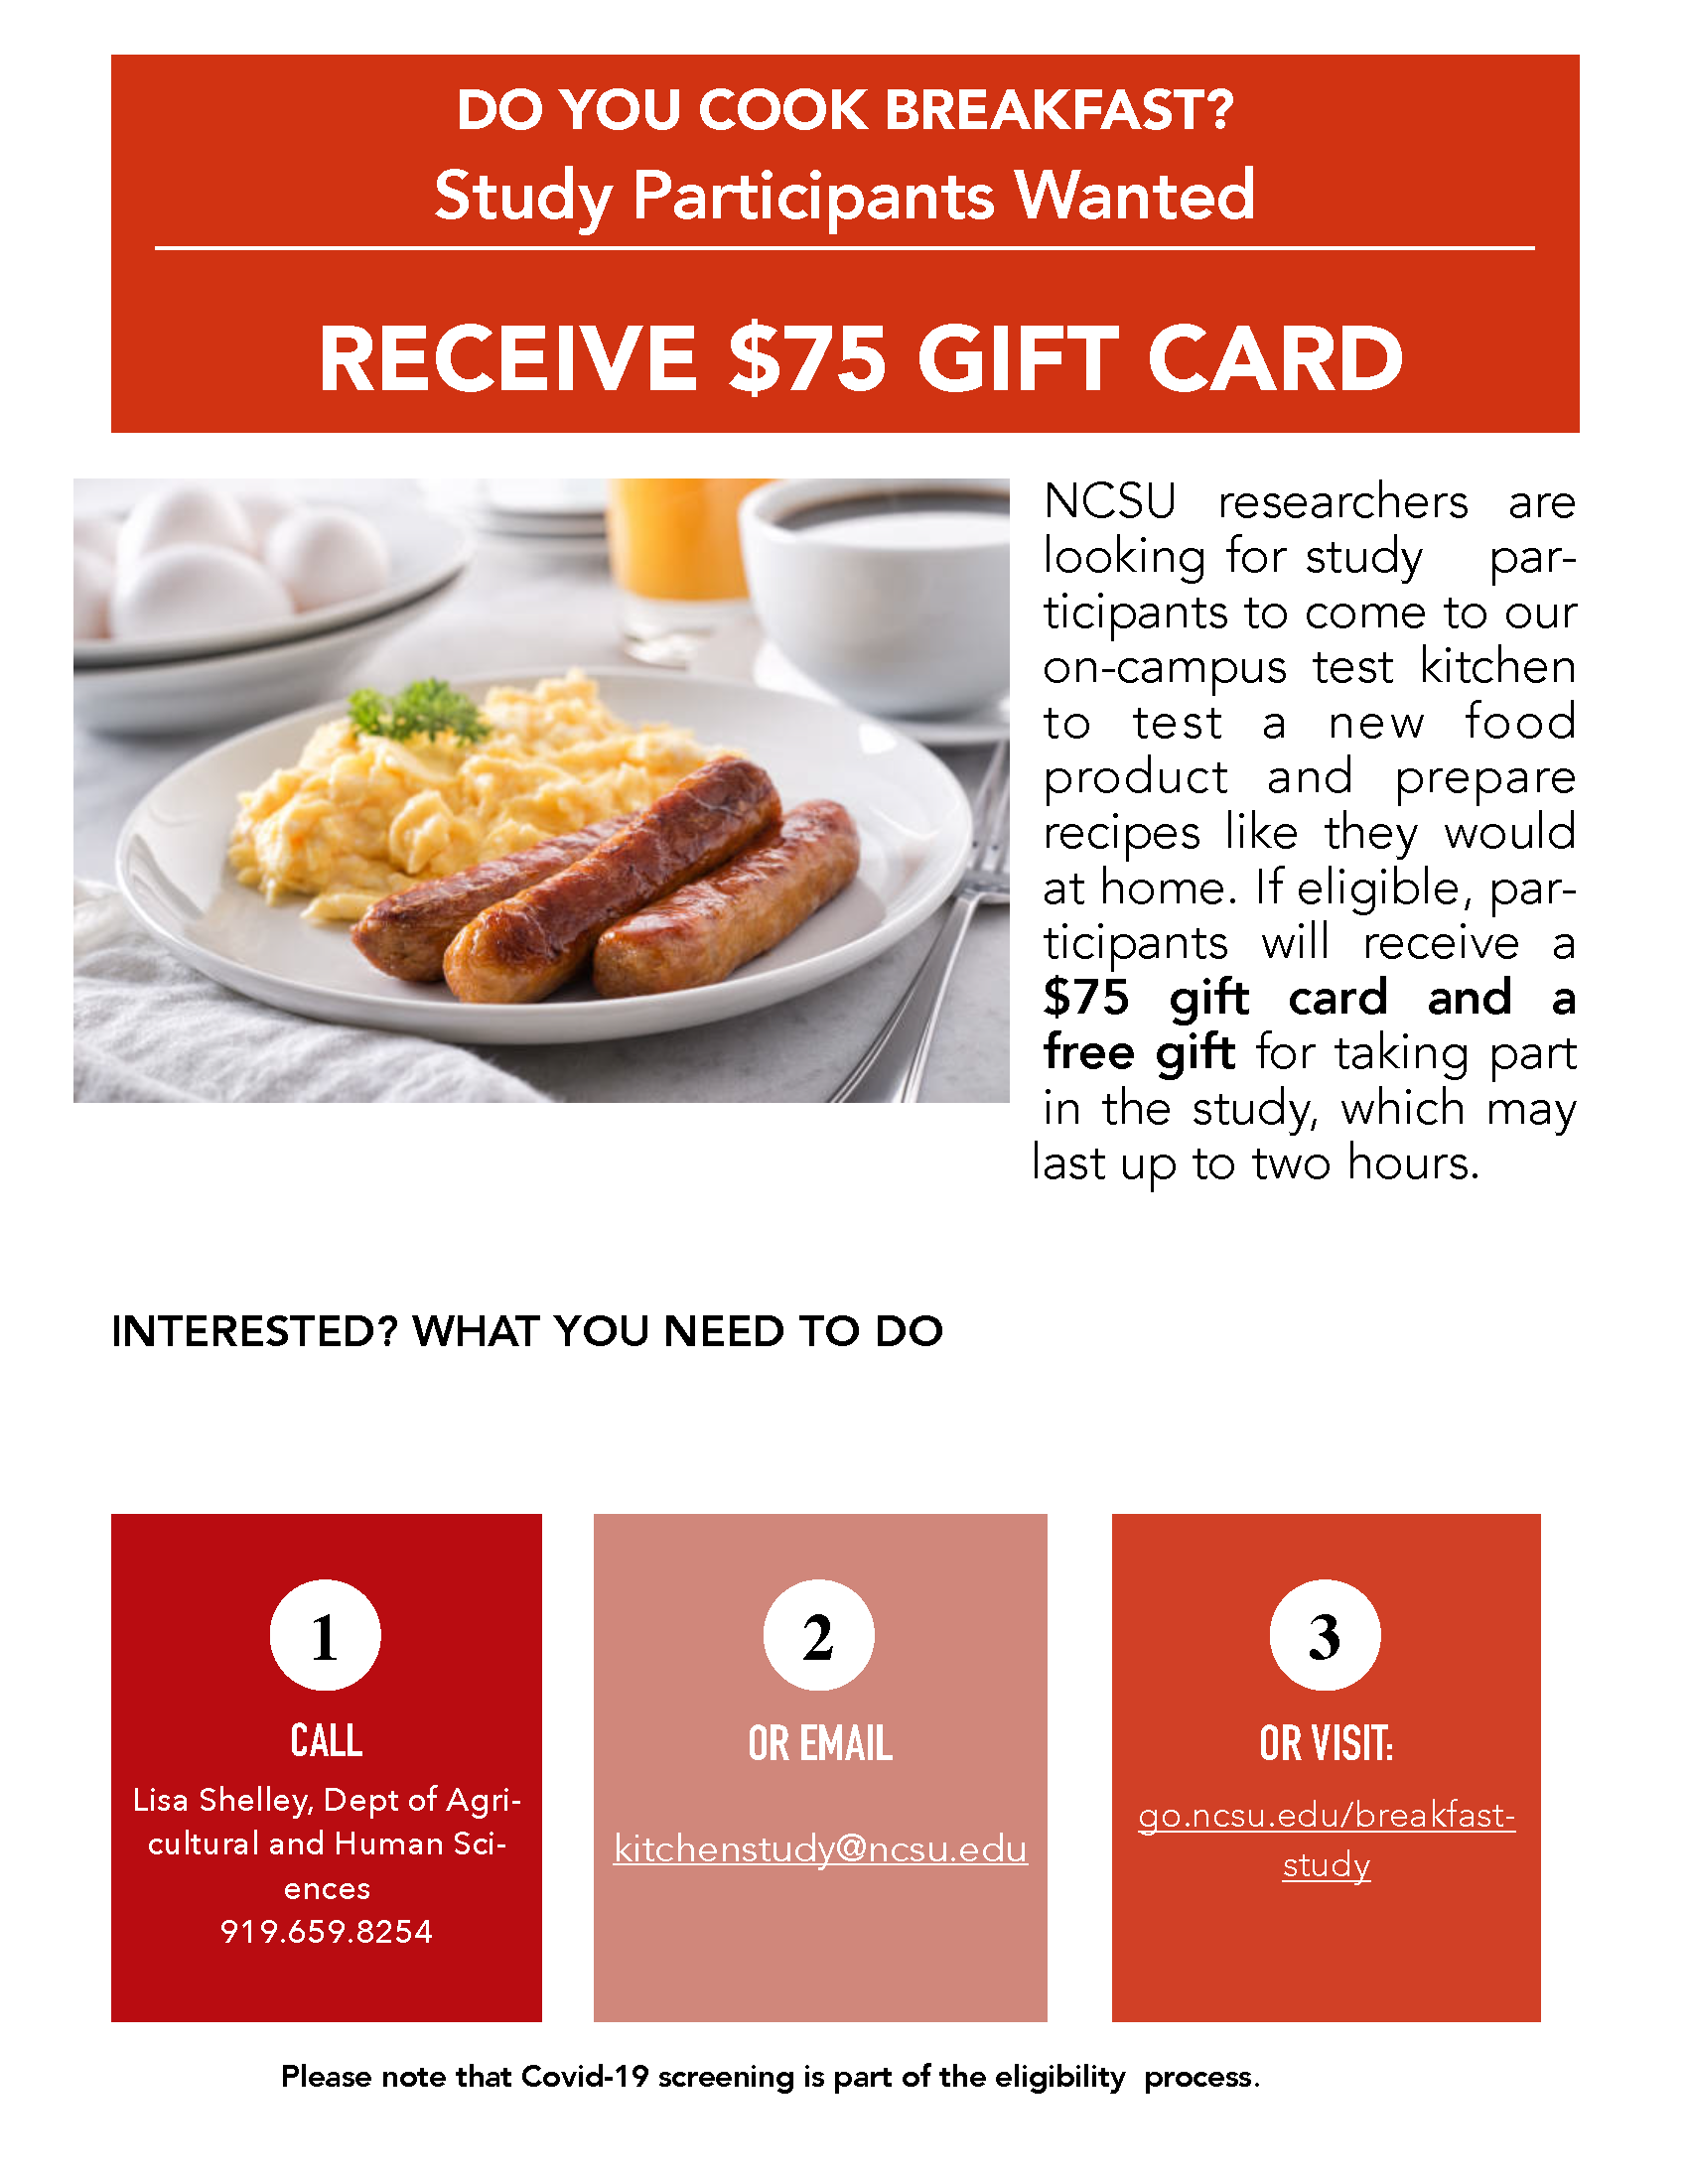 DO YOU COOK BREAKFAST?
Study Participants Wanted
RECEIVE $75 GIFT CARD
NCSU researchers are
looking for study par-
ticipants to come to our
on-campus test kitchen
to test a new food
product and prepare
recipes like they would
at home. If eligible, par-
ticipants will receive a
$75 gift card and a
free gift for taking part
in the study, which may
last up to two hours.
INTERESTED? WHAT YOU NEED TO DO
1
CALL
Lisa Shelley, Dept of Agri-
cultural and Human Sci-
ences
919.659.8254
2
OR EMAIL
kitchenstudy@ncsu.edu
3
OR VISIT:
go.ncsu.edu/breakfast-
study
Please note that Covid-19 screening is part of the eligibility process.